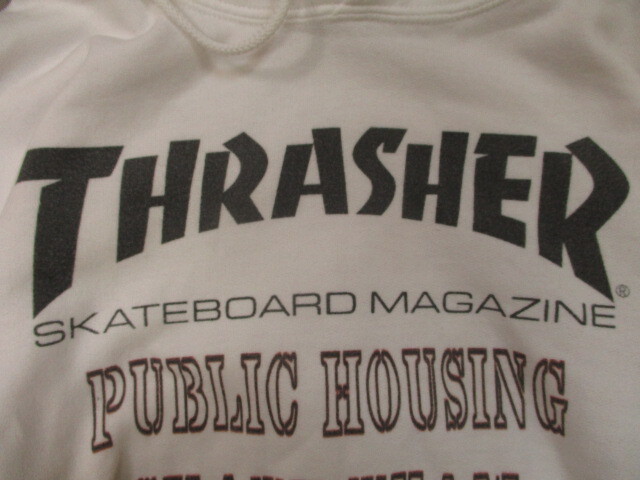 THRASHER®
SKATEBOARD MAGAZINE
PUBLIC HOUSING